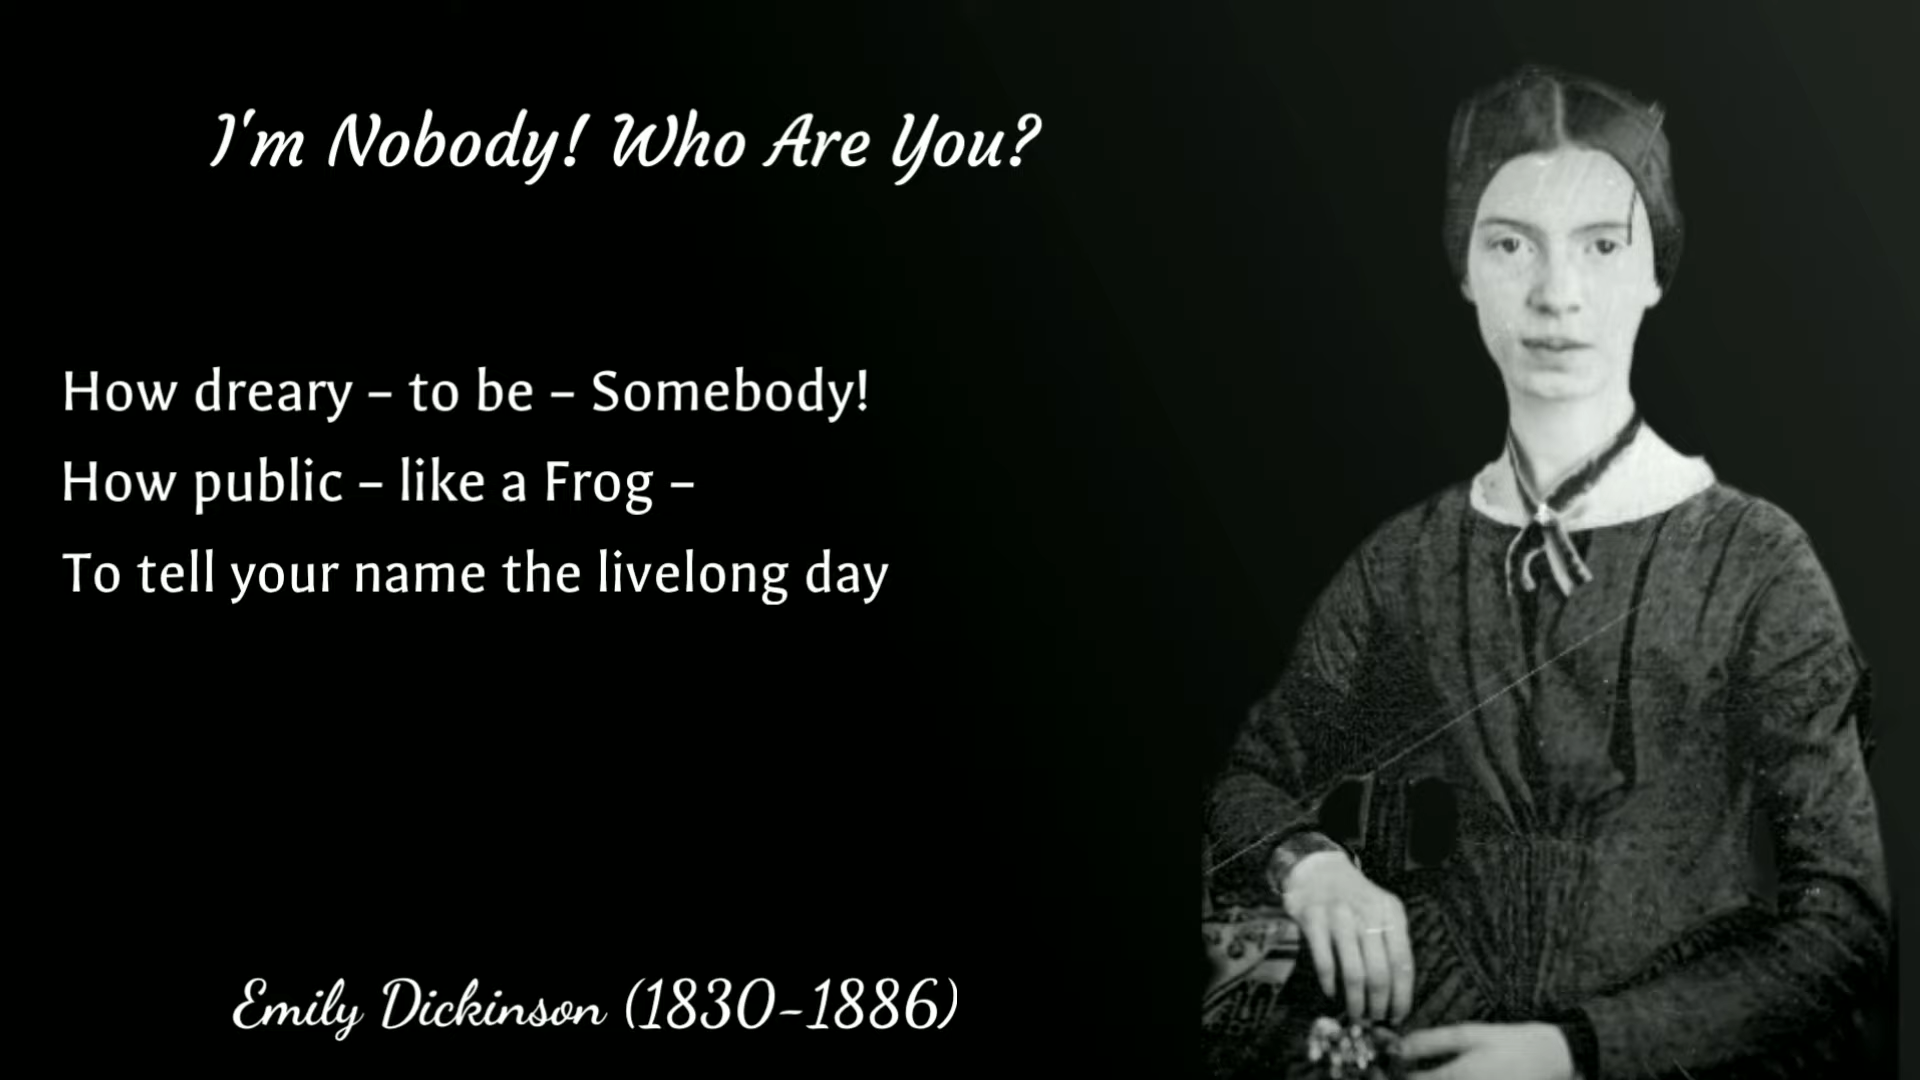 I'm Nobody! Who Are You?
How dreary – to be – Somebody!
How public – like a Frog –
To tell your name the livelong day
Emily Dickinson (1830-1886)